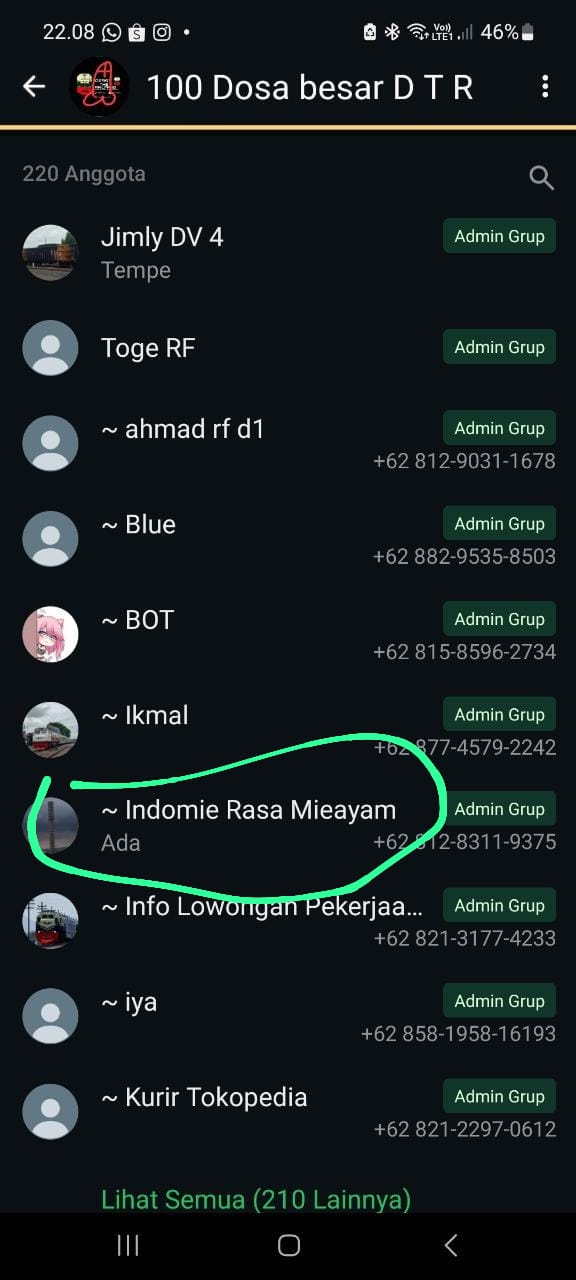 22.08
Vo))
LTE1
46%
100 Dosa besar D T R
220 Anggota
Jimly DV 4
Admin Grup
Tempe
Toge RF
Admin Grup
~ ahmad rf d1
Admin Grup
+62 812-9031-1678
~ Blue
Admin Grup
+62 882-9535-8503
~ BOT
Admin Grup
+62 815-8596-2734
~ Ikmal
Admin Grup
+62 877-4579-2242
~ Indomie Rasa Mieayam
Admin Grup
Ada
+62 812-8311-9375
~ Info Lowongan Pekerjaa...
Admin Grup
+62 821-3177-4233
~ iya
Admin Grup
+62 858-1958-16193
~ Kurir Tokopedia
Admin Grup
+62 821-2297-0612
Lihat Semua (210 Lainnya)